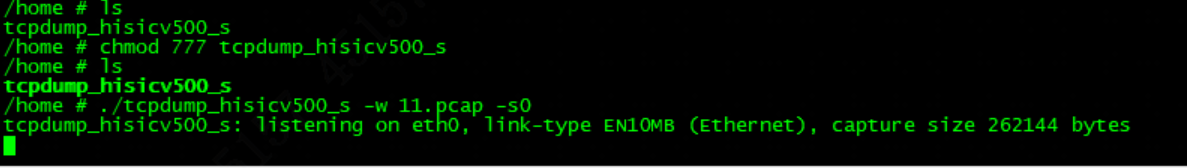 /home # ls
tcpdump_hisicv500_s
/home # chmod 777 tcpdump_hisicv500_s
/home # ls
tcpdump_hisicv500_s
/home # ./tcpdump_hisicv500_s -w 11.pcap -s0
tcpdump_hisicv500_s: listening on eth0, link-type EN10MB (Ethernet), capture size 262144 bytes